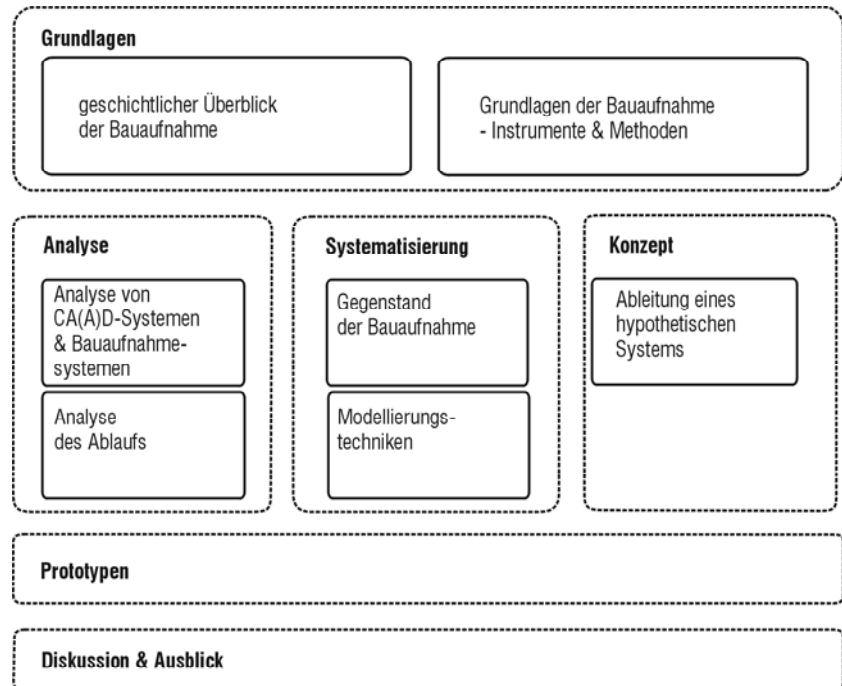 Grundlagen
geschichtlicher Überblick
der Bauaufnahme
Grundlagen der Bauaufnahme
- Instrumente & Methoden
Analyse
Analyse von
CA(A)D-Systemen
& Bauaufnahme-
systemen
Analyse
des Ablaufs
Systematisierung
Gegenstand
der Bauaufnahme
Modellierungs-
techniken
Konzept
Ableitung eines
hypothetischen
Systems
Prototypen
Diskussion & Ausblick